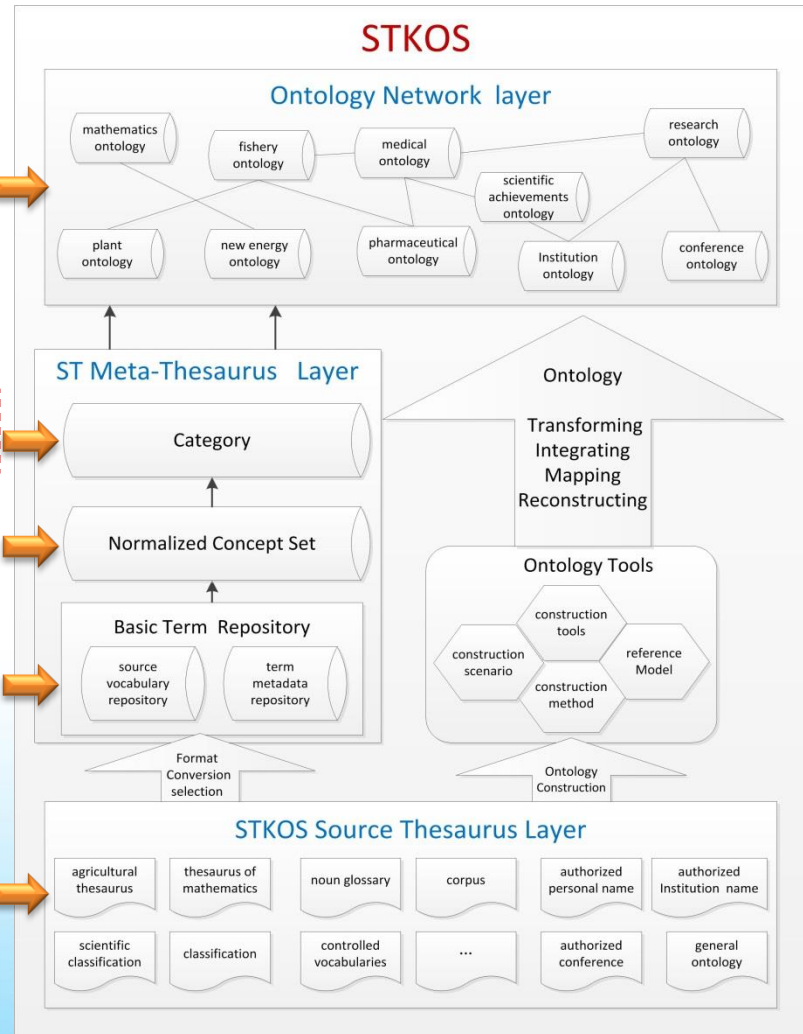 STKOS
Ontology Network layer
mathematics
ontology
fishery
ontology
medical
ontology
research
ontology
scientific
achievements
ontology
plant
ontology
new energy
ontology
pharmaceutical
ontology
Institution
ontology
conference
ontology
ST Meta-Thesaurus Layer
Category
Normalized Concept Set
Basic Term Repository
source
vocabulary
repository
term
metadata
repository
Ontology
Transforming
Integrating
Mapping
Reconstructing
Ontology Tools
construction
tools
construction
scenario
reference
Model
construction
method
Format
Conversion
selection
Ontology
Construction
STKOS Source Thesaurus Layer
agricultural
thesaurus
thesaurus of
mathematics
noun glossary
corpus
authorized
personal name
authorized
Institution name
scientific
classification
classification
controlled
vocabularies
...
authorized
conference
general
ontology